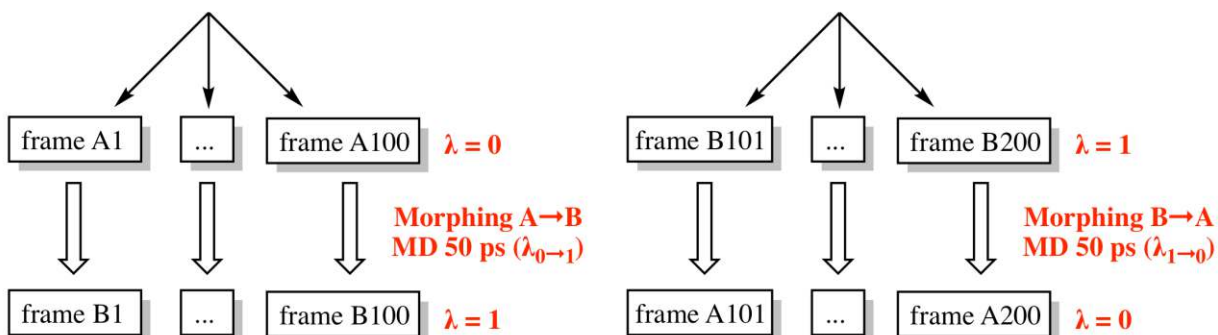 frame A1
...
frame A100
λ = 0
Morphing A→B
MD 50 ps (λ0→1)
frame B1
...
frame B100
λ = 1
frame B101
...
frame B200
λ = 1
Morphing B→A
MD 50 ps (λ1→0)
frame A101
...
frame A200
λ = 0